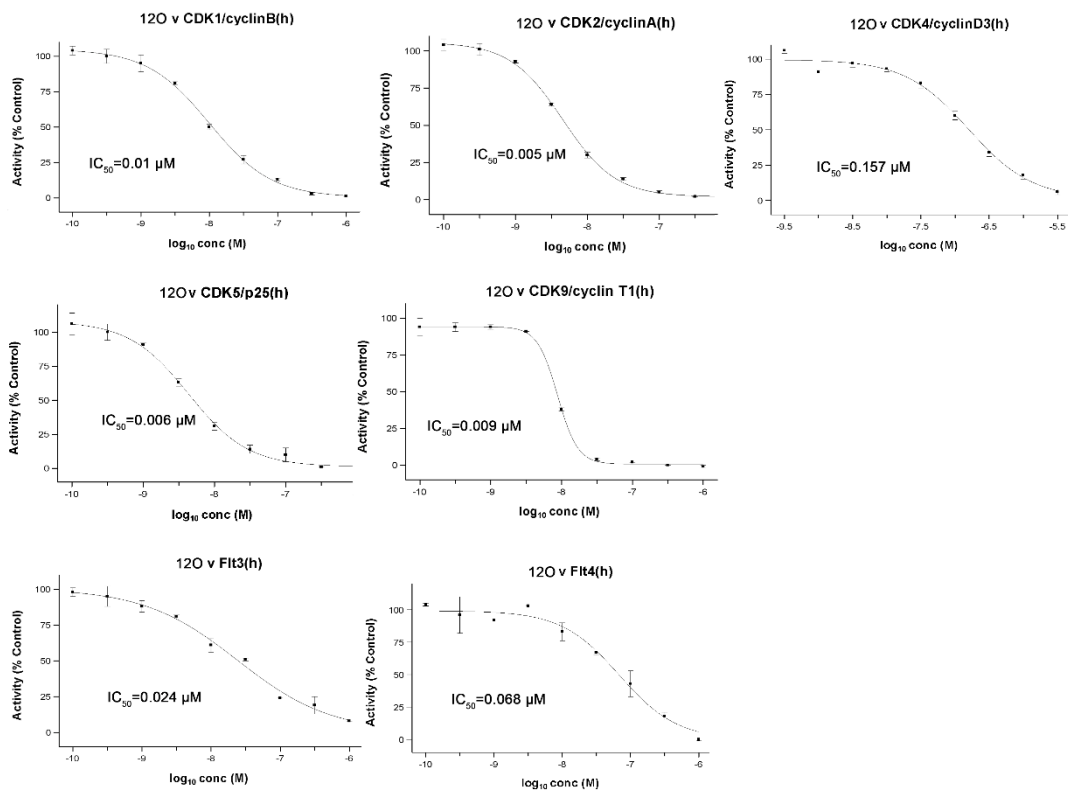 12O v CDK1/cyclinB(h)
Activity (% Control)
100
75
50
25
0
IC50=0.01 µM
-10 -9 -8 -7 -6
log10 conc (M)
12O v CDK2/cyclinA(h)
Activity (% Control)
100
75
50
25
0
IC50=0.005 µM
-10 -9 -8 -7
log10 conc (M)
12O v CDK4/cyclinD3(h)
Activity (% Control)
100
75
50
25
0
IC50=0.157 µM
-9.5 -8.5 -7.5 -6.5 -5.5
log10 conc (M)
12O v CDK5/p25(h)
Activity (% Control)
100
75
50
25
0
IC50=0.006 µM
-10 -9 -8 -7
log10 conc (M)
12O v CDK9/cyclin T1(h)
Activity (% Control)
100
75
50
25
0
IC50=0.009 µM
-10 -9 -8 -7 -6
log10 conc (M)
12O v Flt3(h)
Activity (% Control)
100
75
50
25
0
IC50=0.024 µM
-10 -9 -8 -7 -6
log10 conc (M)
12O v Flt4(h)
Activity (% Control)
100
75
50
25
0
IC50=0.068 µM
-10 -9 -8 -7 -6
log10 conc (M)